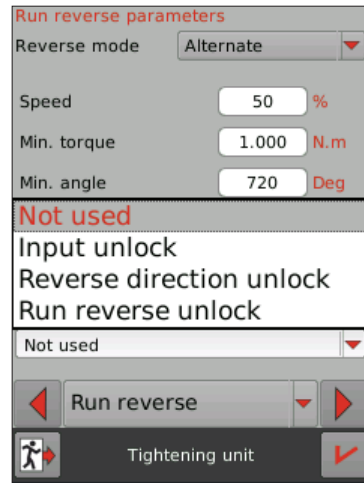 Run reverse parameters
Reverse mode Alternate
Speed 50 %
Min. torque 1.000 N.m
Min. angle 720 Deg
Not used
Input unlock
Reverse direction unlock
Run reverse unlock
Not used
Run reverse
Tightening unit